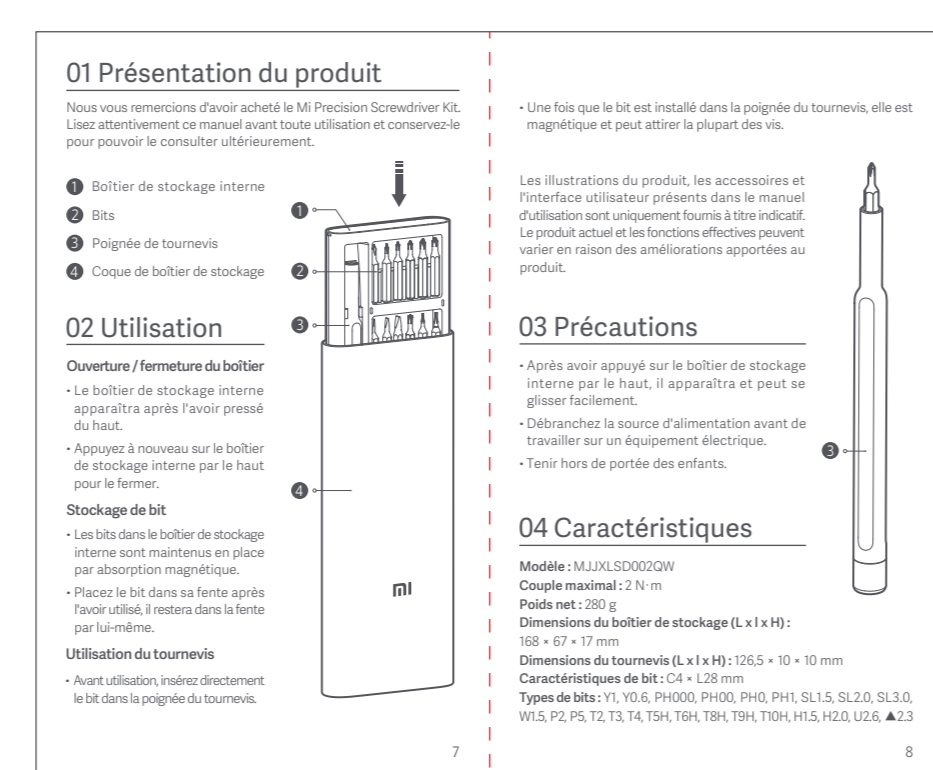 01 Présentation du produit
Nous vous remercions d'avoir acheté le Mi Precision Screwdriver Kit.
Lisez attentivement ce manuel avant toute utilisation et conservez-le
pour pouvoir le consulter ultérieurement.
1 Boîtier de stockage interne
2 Bits
3 Poignée de tournevis
4 Coque de boîtier de stockage
1
2
3
4
mi
02 Utilisation
Ouverture / fermeture du boîtier
• Le boîtier de stockage interne
apparaîtra après l'avoir pressé
du haut.
• Appuyez à nouveau sur le boîtier
de stockage interne par le haut
pour le fermer.
Stockage de bit
• Les bits dans le boîtier de stockage
interne sont maintenus en place
par absorption magnétique.
• Placez le bit dans sa fente après
l'avoir utilisé, il restera dans la fente
par lui-même.
Utilisation du tournevis
• Avant utilisation, insérez directement
le bit dans la poignée du tournevis.
7
• Une fois que le bit est installé dans la poignée du tournevis, elle est
magnétique et peut attirer la plupart des vis.
Les illustrations du produit, les accessoires et
l'interface utilisateur présents dans le manuel
d'utilisation sont uniquement fournis à titre indicatif.
Le produit actuel et les fonctions effectives peuvent
varier en raison des améliorations apportées au
produit.
03 Précautions
• Après avoir appuyé sur le boîtier de stockage
interne par le haut, il apparaîtra et peut se
glisser facilement.
• Débranchez la source d'alimentation avant de
travailler sur un équipement électrique.
• Tenir hors de portée des enfants.
3
04 Caractéristiques
Modèle : MJJXLSD002QW
Couple maximal : 2 N·m
Poids net : 280 g
Dimensions du boîtier de stockage (L x l x H) :
168 × 67 × 17 mm
Dimensions du tournevis (L x l x H) : 126,5 × 10 × 10 mm
Caractéristiques de bit : C4 × L28 mm
Types de bits : Y1, Y0.6, PH000, PH00, PH0, PH1, SL1.5, SL2.0, SL3.0,
W1.5, P2, P5, T2, T3, T4, T5H, T6H, T8H, T9H, T10H, H1.5, H2.0, U2.6, ▲2.3
8